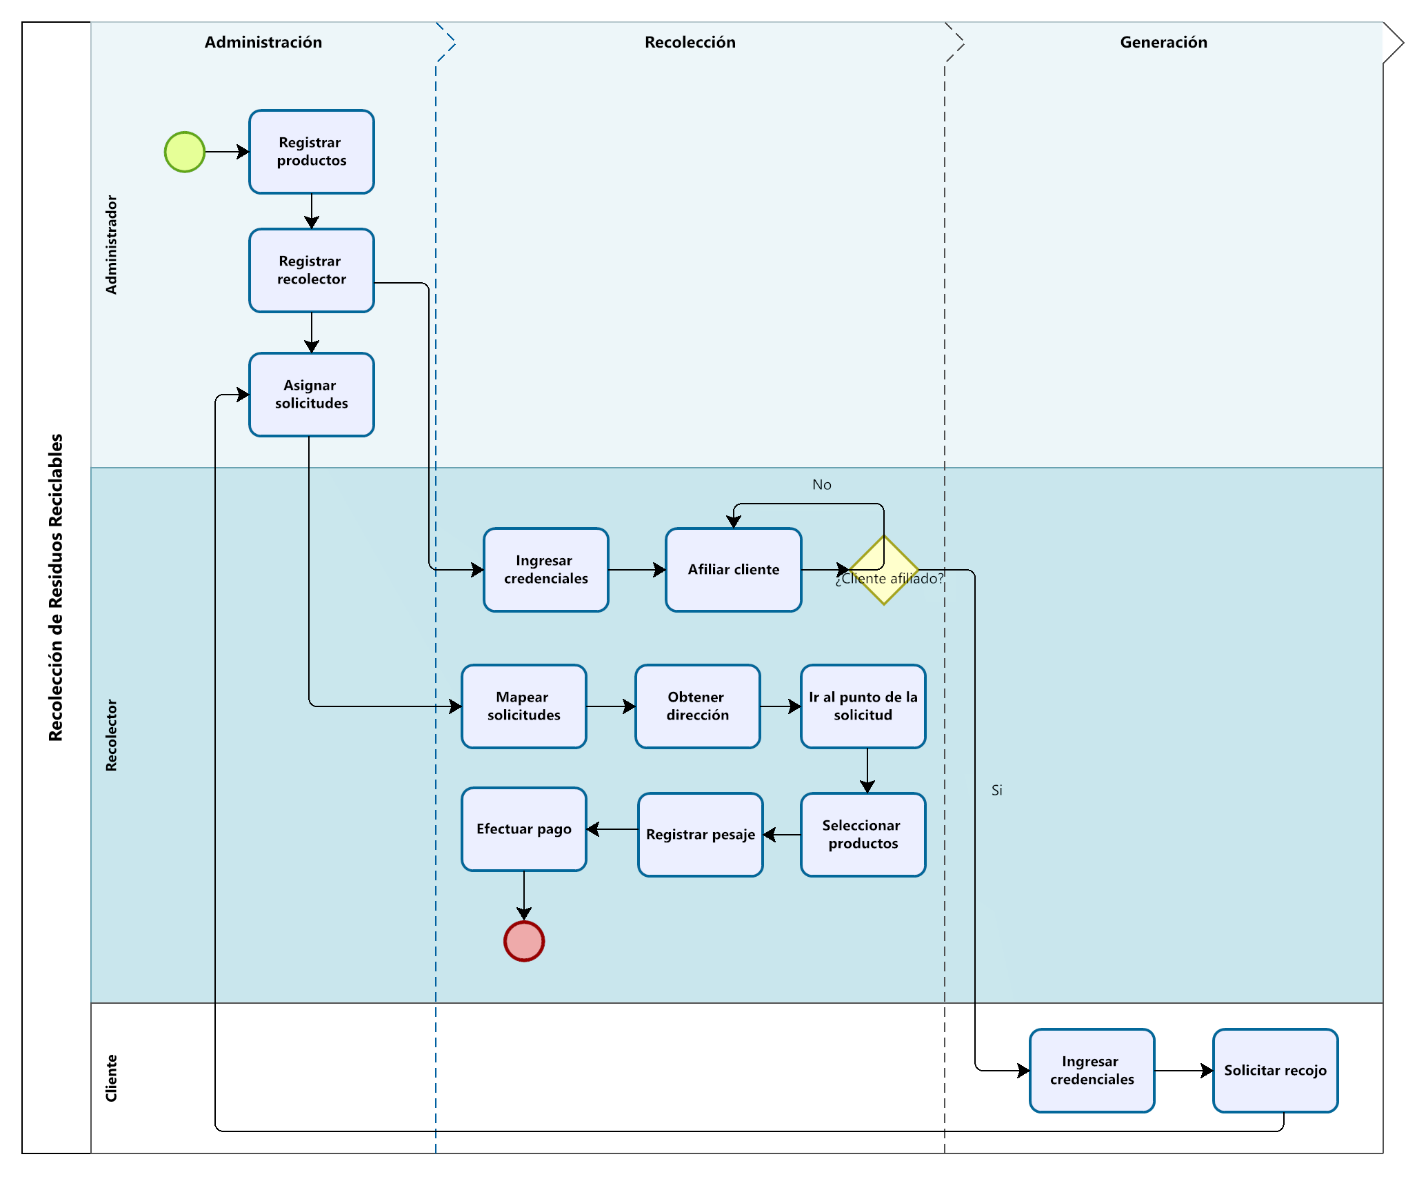 Administración
Recolección
Generación
Recolección de Residuos Reciclables
Administrador
Registrar
productos
Registrar
recolector
Asignar
solicitudes
Recolector
No
Ingresar
credenciales
Afiliar cliente
¿Cliente afiliado?
Mapear
solicitudes
Obtener
dirección
Ir al punto de la
solicitud
Si
Efectuar pago
Registrar pesaje
Seleccionar
productos
Cliente
Ingresar
credenciales
Solicitar recojo